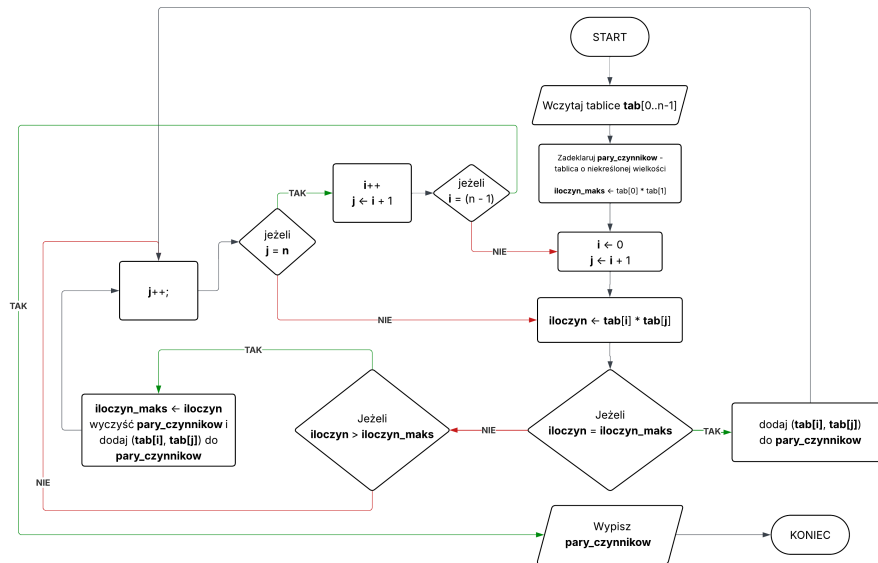 START
Wczytaj tablice tab[0..n-1]
Zadeklaruj pary_czynnikow -
tablica o niekreślonej wielkości
iloczyn_maks ← tab[0] * tab[1]
i ← 0
j ← i + 1
iloczyn ← tab[i] * tab[j]
Jeżeli
iloczyn = iloczyn_maks
TAK
dodaj (tab[i], tab[j])
do pary_czynnikow
NIE
Jeżeli
iloczyn > iloczyn_maks
TAK
iloczyn_maks ← iloczyn
wyczyść pary_czynnikow i
dodaj (tab[i], tab[j]) do
pary_czynnikow
NIE
j++;
jeżeli
j = n
TAK
i++
j ← i + 1
NIE
jeżeli
i = (n - 1)
NIE
TAK
Wypisz
pary_czynnikow
KONIEC